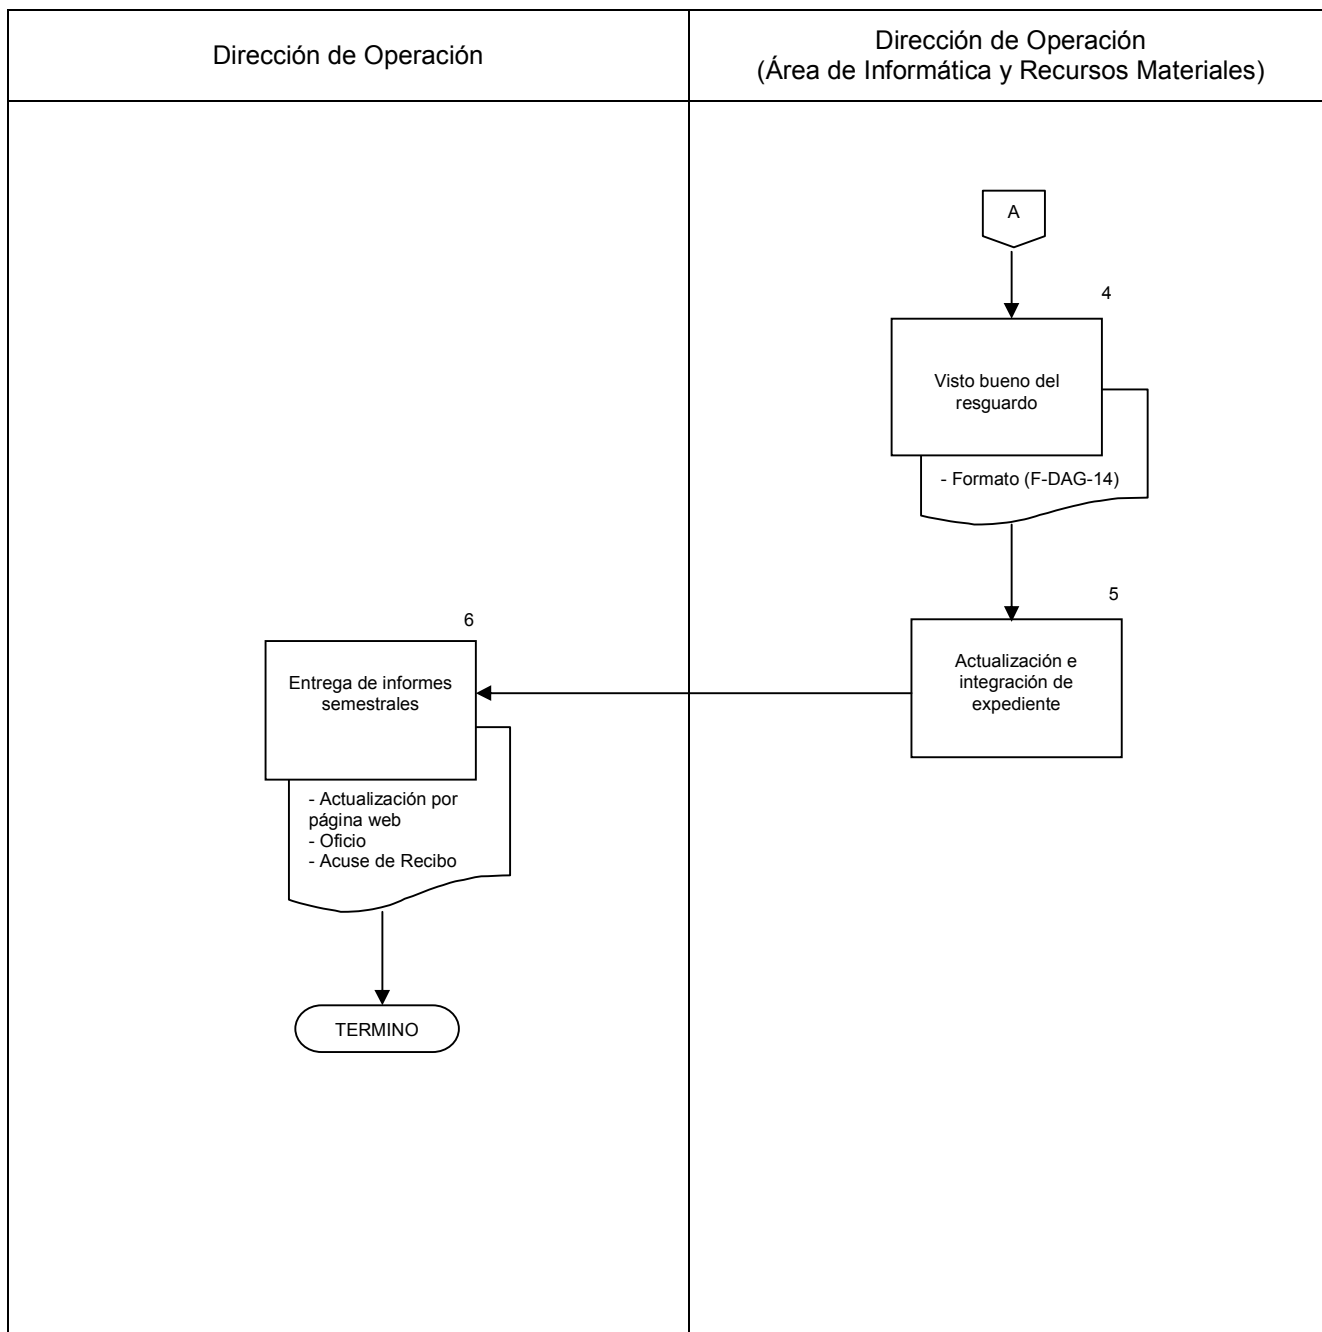 Dirección de Operación
Dirección de Operación
(Área de Informática y Recursos Materiales)
A
4
Visto bueno del
resguardo
- Formato (F-DAG-14)
5
Actualización e
integración de
expediente
6
Entrega de informes
semestrales
- Actualización por
página web
- Oficio
- Acuse de Recibo
TERMINO